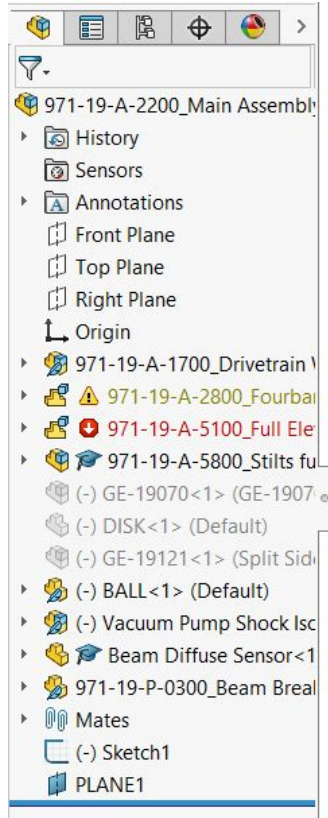 971-19-A-2200_Main Assembly
History
Sensors
A Annotations
Front Plane
Top Plane
Right Plane
Origin
971-19-A-1700_Drivetrain
971-19-A-2800_Fourbar
971-19-A-5100_Full Ele
971-19-A-5800_Stilts fu
(-) GE-19070<1> (GE-1907
(-) DISK<1> (Default)
(-) GE-19121<1> (Split Side
(-) BALL<1> (Default)
(-) Vacuum Pump Shock Iso
Beam Diffuse Sensor<1
971-19-P-0300_Beam Break
Mates
(-) Sketch1
PLANE1